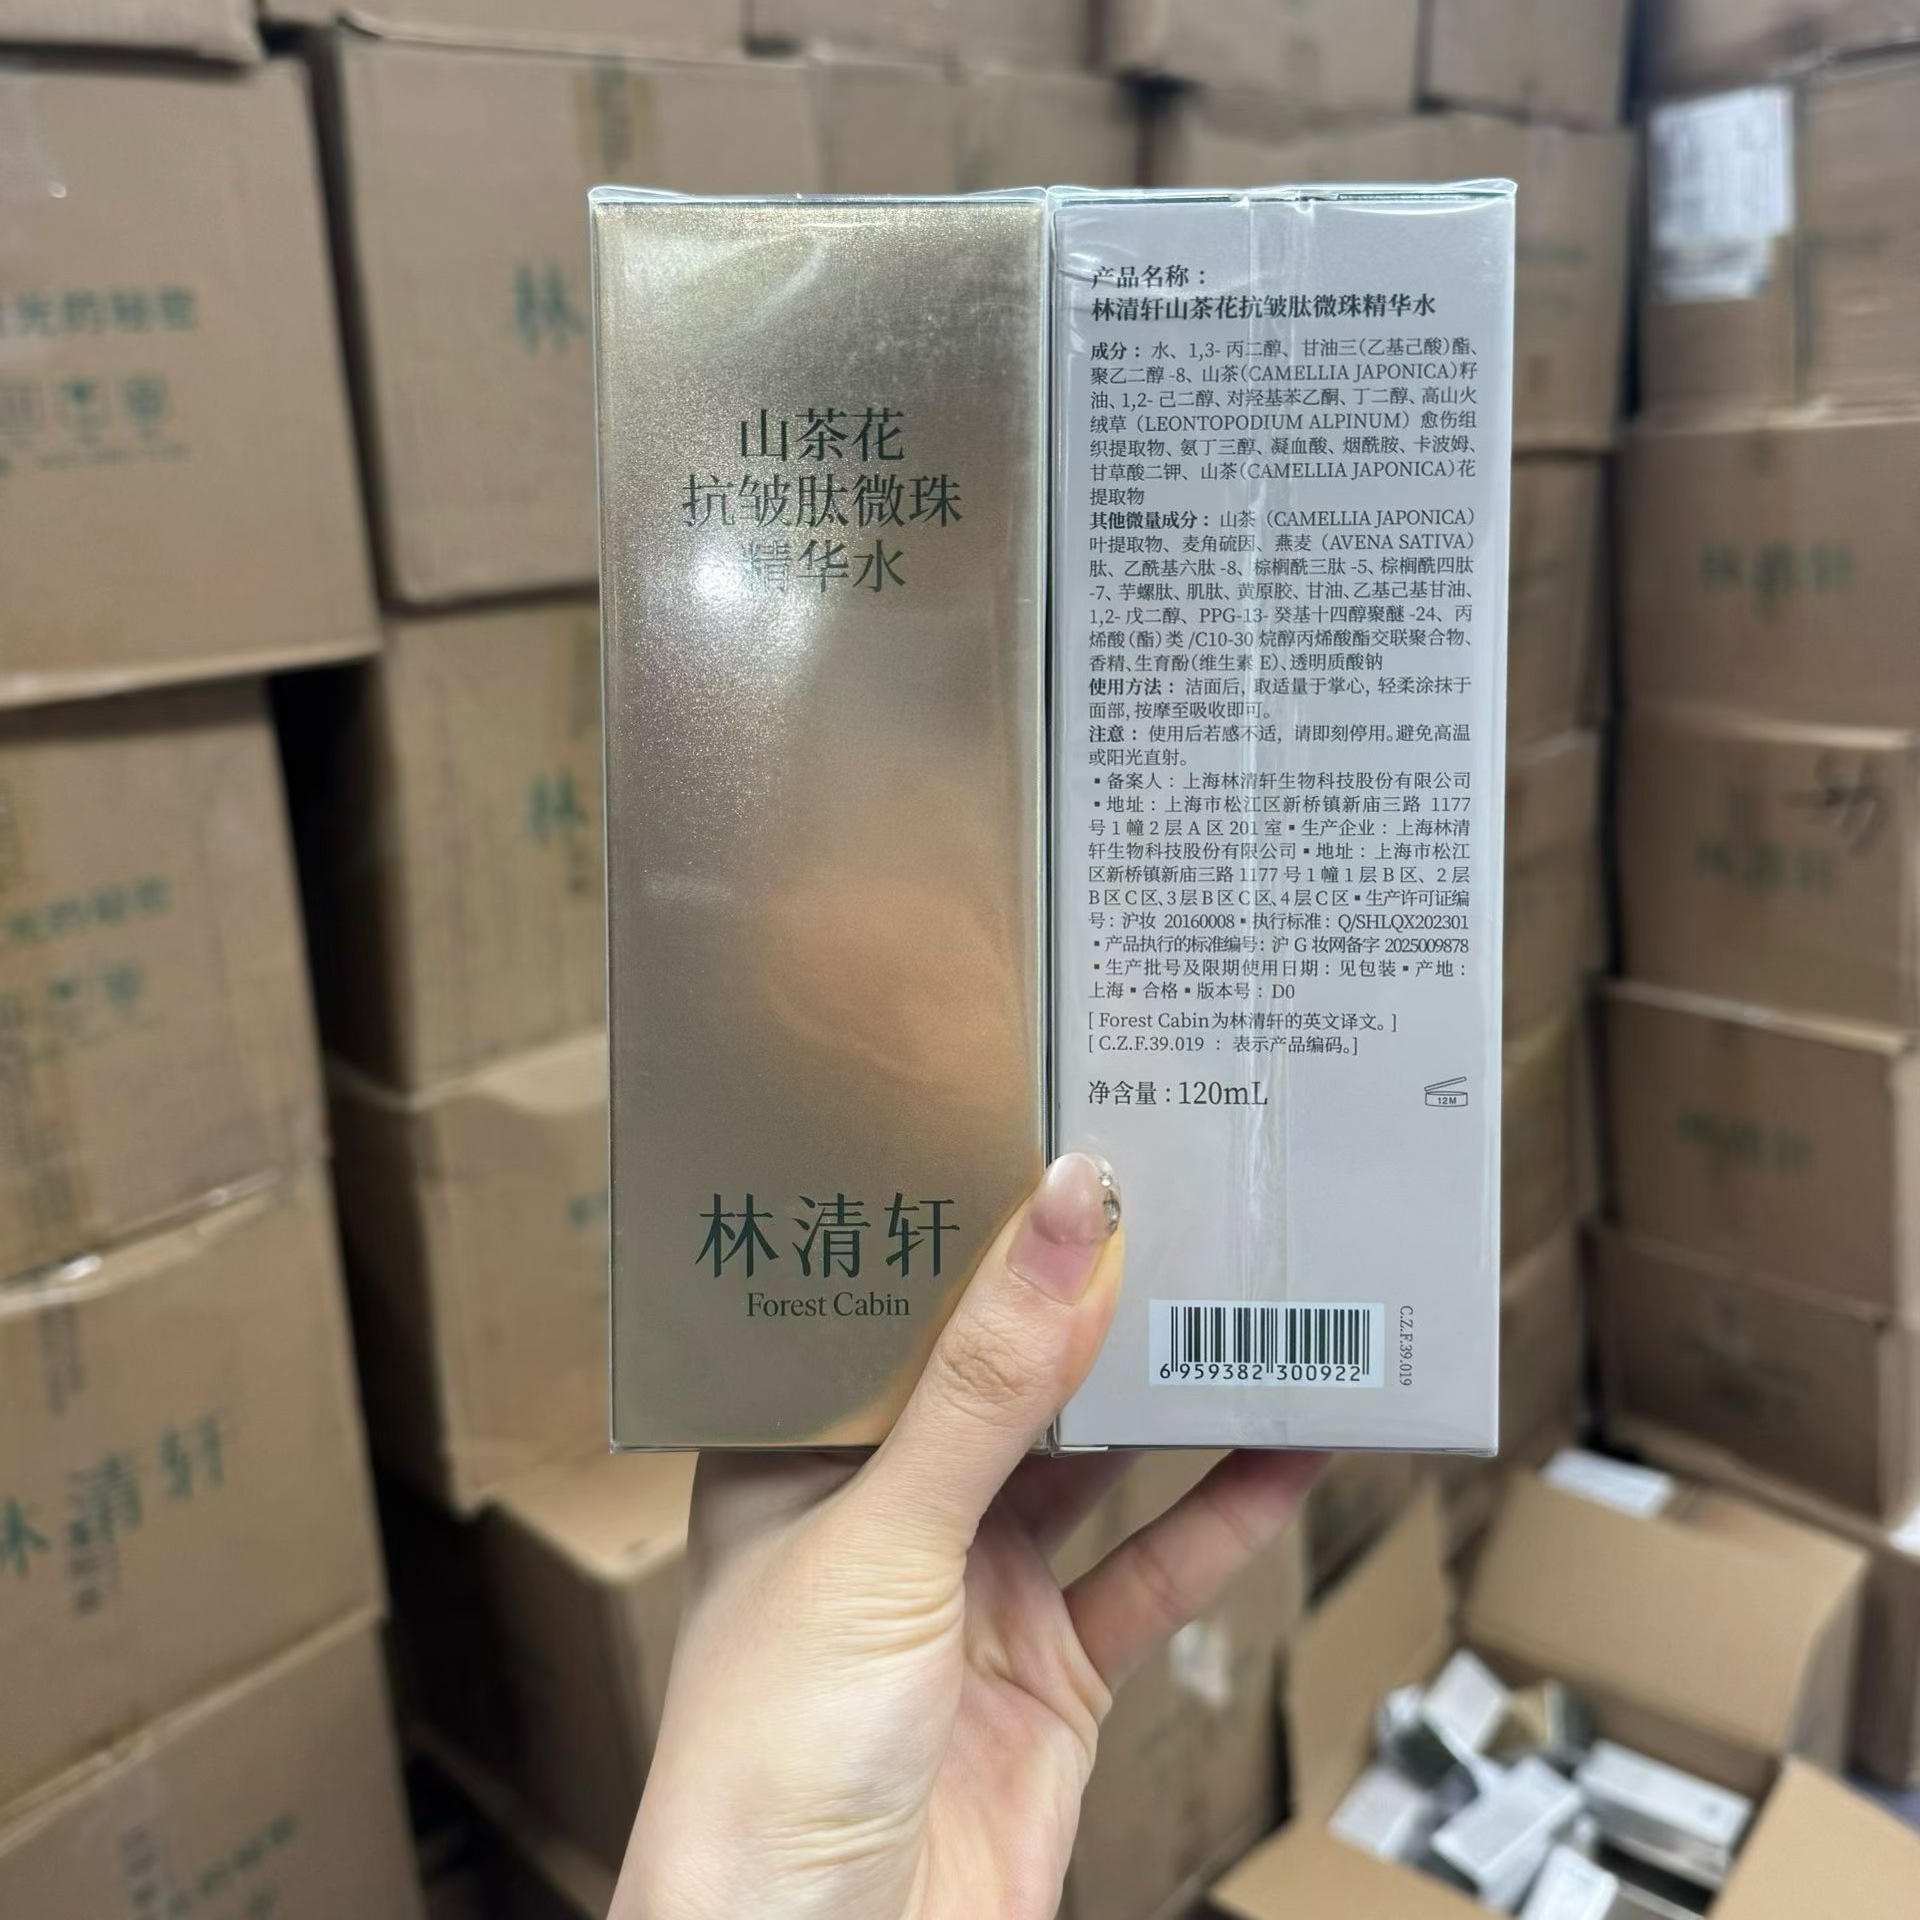 山茶花
抗皱肽微珠
精华水
林清轩
Forest Cabin
产品名称：
林清轩山茶花抗皱肽微珠精华水
成分：水、1,3-丙二醇、甘油三(乙基己酸)酯、
聚乙二醇-8、山茶(CAMELLIA JAPONICA)籽
油、1,2-己二醇、对羟基苯乙酮、丁二醇、高山火
绒草（LEONTOPODIUM ALPINUM）愈伤组
织提取物、氨丁三醇、凝血酸、烟酰胺、卡波姆、
甘草酸二钾、山茶(CAMELLIA JAPONICA)花
提取物
其他微量成分：山茶（CAMELLIA JAPONICA）
叶提取物、麦角硫因、燕麦（AVENA SATIVA）
肽、乙酰基六肽-8、棕榈酰三肽-5、棕榈酰四肽
-7、芋螺肽、肌肽、黄原胶、甘油、乙基己基甘油、
1,2-戊二醇、PPG-13-癸基十四醇聚醚-24、丙
烯酸(酯)类/C10-30烷醇丙烯酸酯交联聚合物、
香精、生育酚(维生素E)、透明质酸钠
使用方法：洁面后，取适量于掌心，轻柔涂抹于
面部，按摩至吸收即可。
注意：使用后若感不适，请即刻停用。避免高温
或阳光直射。
▪备案人：上海林清轩生物科技股份有限公司
▪地址：上海市松江区新桥镇新庙三路 1177
号1幢2层A区201室▪生产企业：上海林清
轩生物科技股份有限公司▪地址：上海市松江
区新桥镇新庙三路1177号1幢1层B区、2层
B区C区、3层B区C区、4层C区▪生产许可证编
号：沪妆 20160008▪执行标准：Q/SHLQX202301
▪产品执行的标准编号：沪G妆网备字2025009878
▪生产批号及限期使用日期：见包装▪产地：
上海▪合格▪版本号：D0
[ Forest Cabin为林清轩的英文译文。]
[ C.Z.F.39.019 ：表示产品编码。]
净含量：120mL
12M
6 959382 300922
C.Z.F.39.019
林
林
林清轩